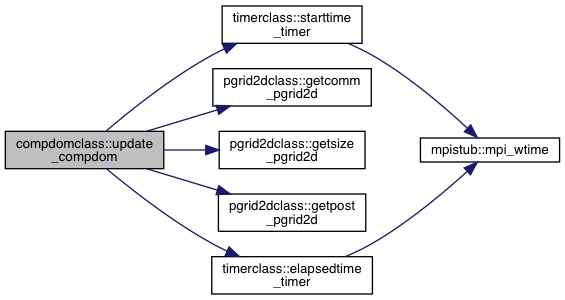 timerclass::starttime
_timer
pgrid2dclass::getcomm
_pgrid2d
compdomclass::update
_compdom
pgrid2dclass::getsize
_pgrid2d
mpistub::mpi_wtime
pgrid2dclass::getpost
_pgrid2d
timerclass::elapsedtime
_timer